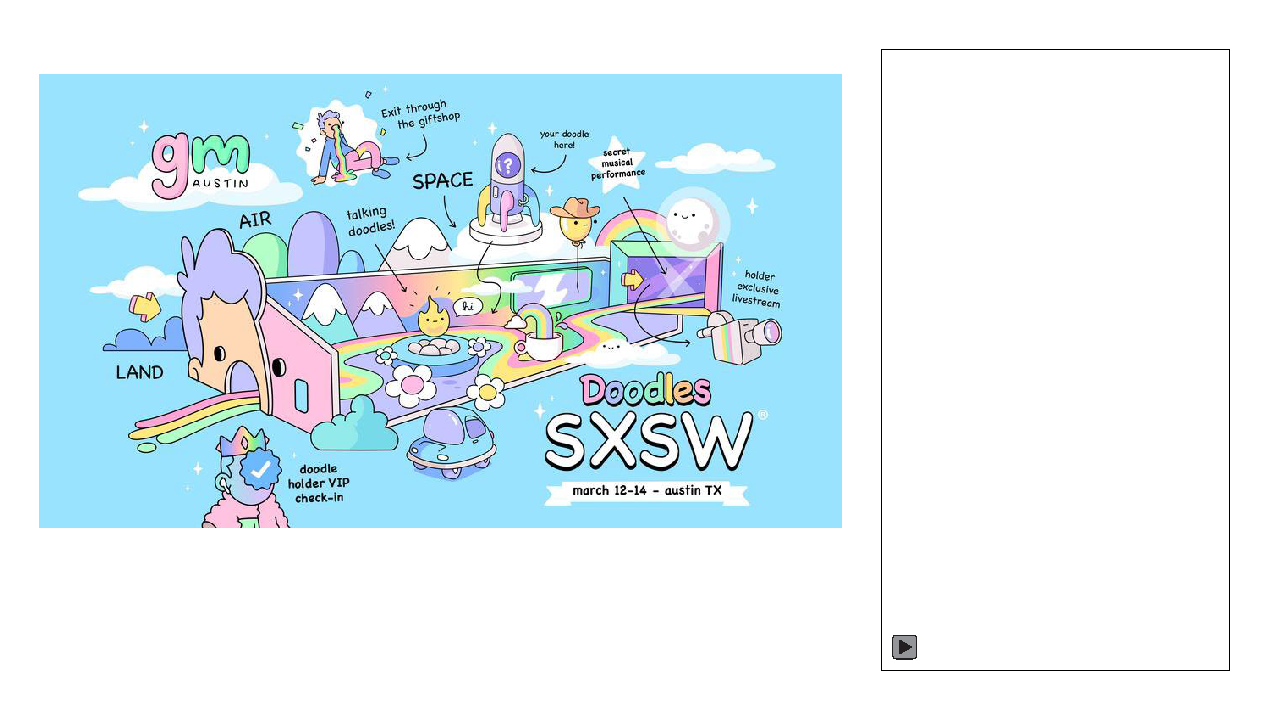 gm
AUSTIN
Exit through
the giftshop
your doodle
here!
secret
musical
performance
SPACE
AIR
talking
doodles!
?
holder
exclusive
livestream
hi
LAND
Doodles
SXSW®
march 12-14 - austin TX
doodle
holder VIP
check-in